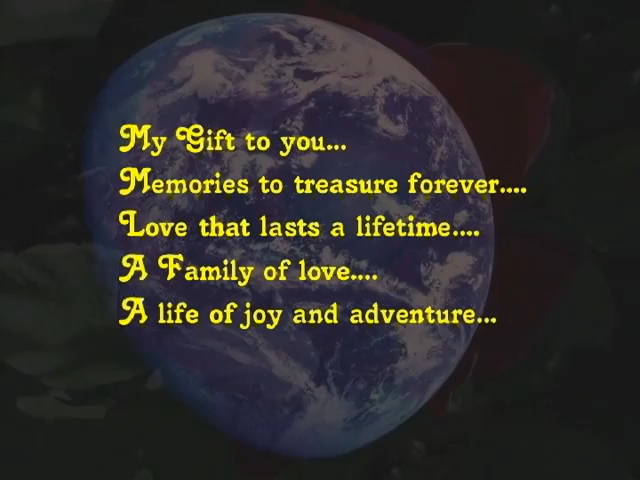 My Gift to you...
Memories to treasure forever....
Love that lasts a lifetime....
A Family of love....
A life of joy and adventure...